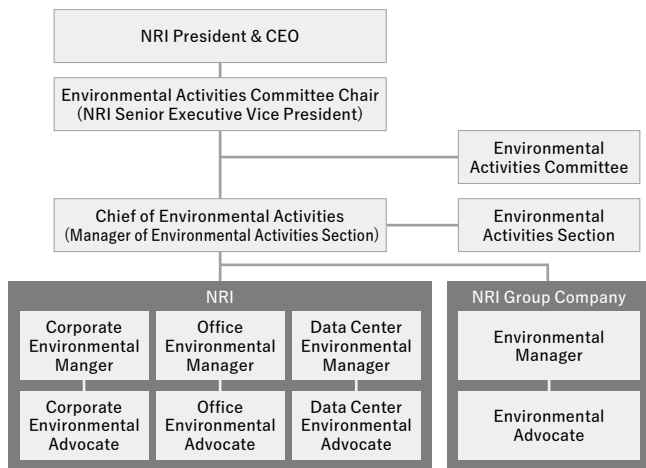 NRI President & CEO
Environmental Activities Committee Chair
(NRI Senior Executive Vice President)
Environmental
Activities Committee
Chief of Environmental Activities
(Manager of Environmental Activities Section)
Environmental
Activities Section
NRI
Corporate
Environmental
Manger
Office
Environmental
Manager
Data Center
Environmental
Manager
Corporate
Environmental
Advocate
Office
Environmental
Advocate
Data Center
Environmental
Advocate
NRI Group Company
Environmental
Manager
Environmental
Advocate